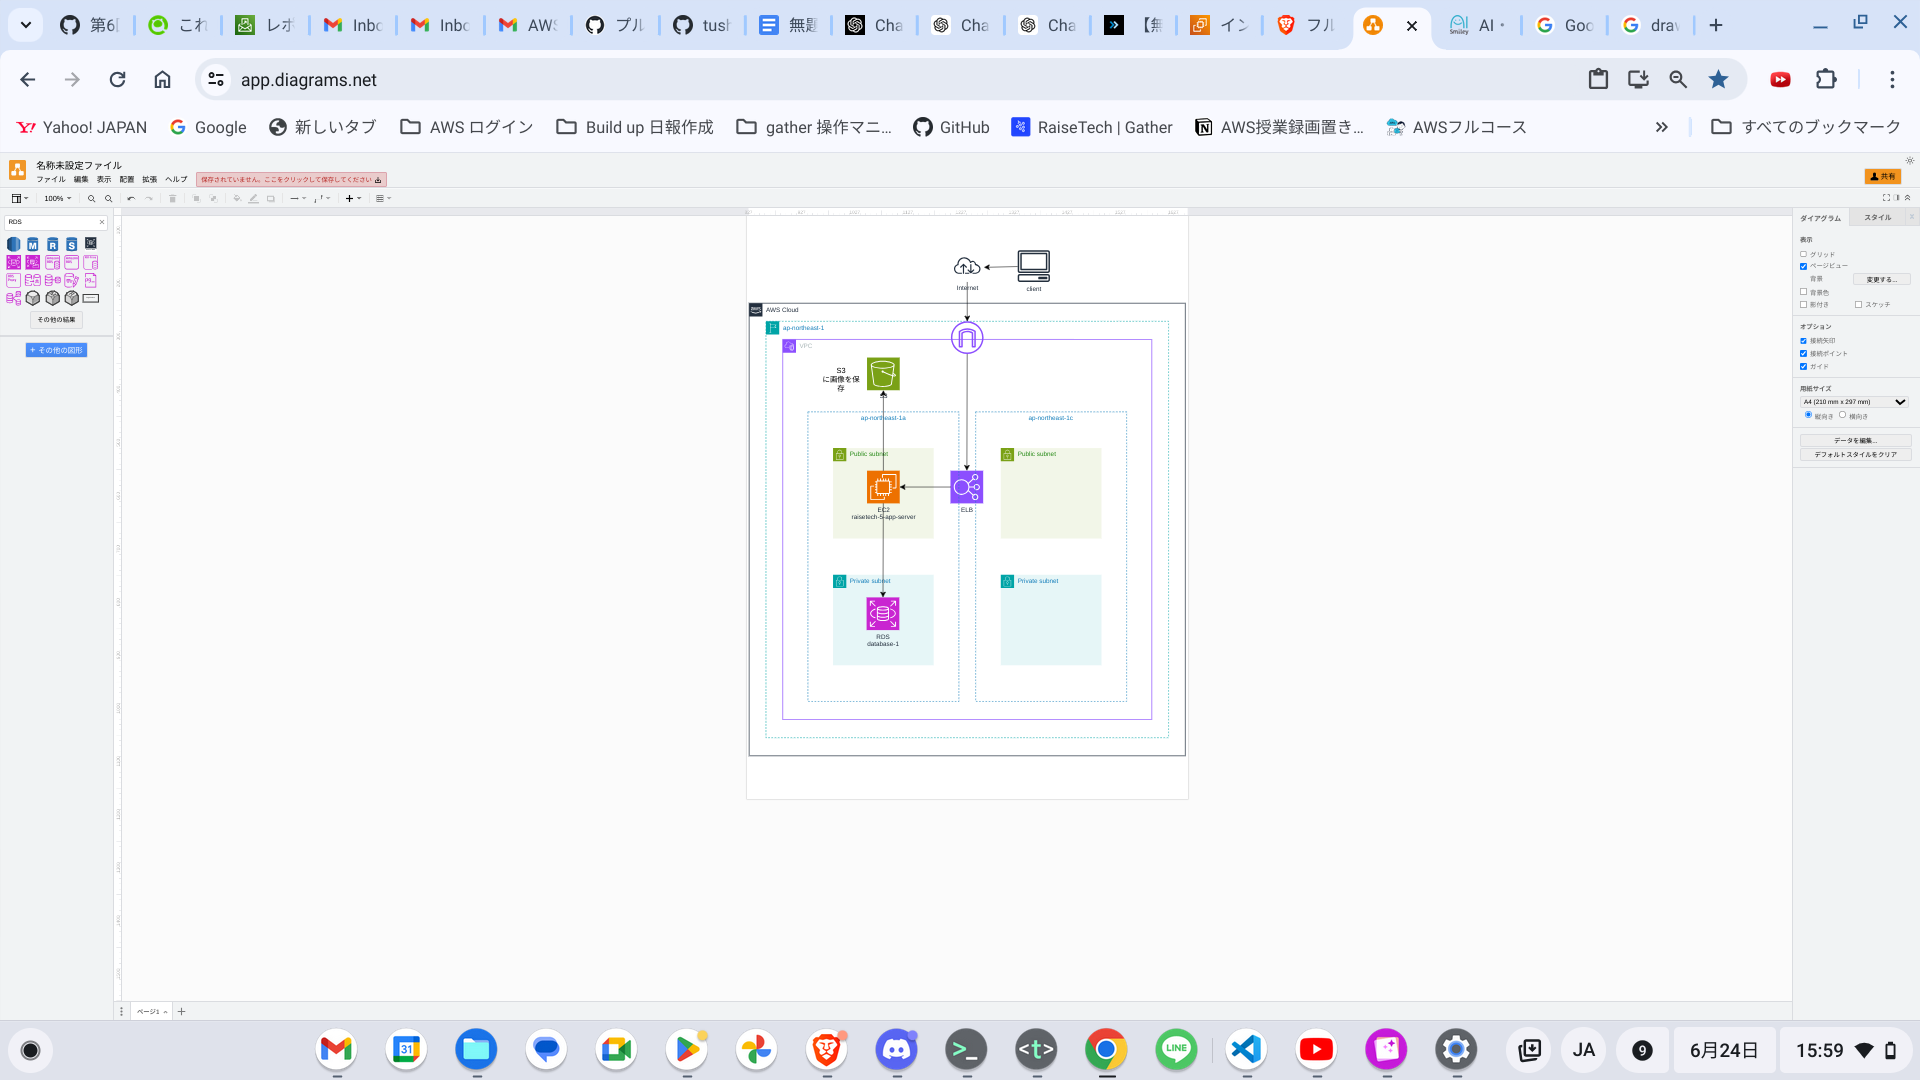 第6[
これ
レポ
Inbc
Inbc
AWS
プル
tush
無題
Cha
Cha
Cha
【無
イン
フル
AI・
Goo
drav
app.diagrams.net
Yahoo! JAPAN
Google
新しいタブ
AWS ログイン
Build up 日報作成
gather 操作マニ...
GitHub
RaiseTech | Gather
AWS授業録画置き...
AWSフルコース
すべてのブックマーク
名称未設定ファイル
ファイル 編集 表示 配置 拡張 ヘルプ
保存されていません。ここをクリックして保存してください
共有
100%
RDS
その他の結果
+ その他の図形
Internet
client
AWS Cloud
ap-northeast-1
VPC
S3
に画像を保
存
ap-northeast-1a
ap-northeast-1c
Public subnet
Public subnet
EC2
raisetech-5-app-server
ELB
Private subnet
Private subnet
RDS
database-1
ダイアグラム
スタイル
表示
グリッド
ページビュー
背景
変更する...
背景色
影付き
スケッチ
オプション
接続矢印
接続ポイント
ガイド
用紙サイズ
A4 (210 mm x 297 mm)
縦向き
横向き
データを編集...
デフォルトスタイルをクリア
ページ1
31
LINE
JA
9
6月24日
15:59